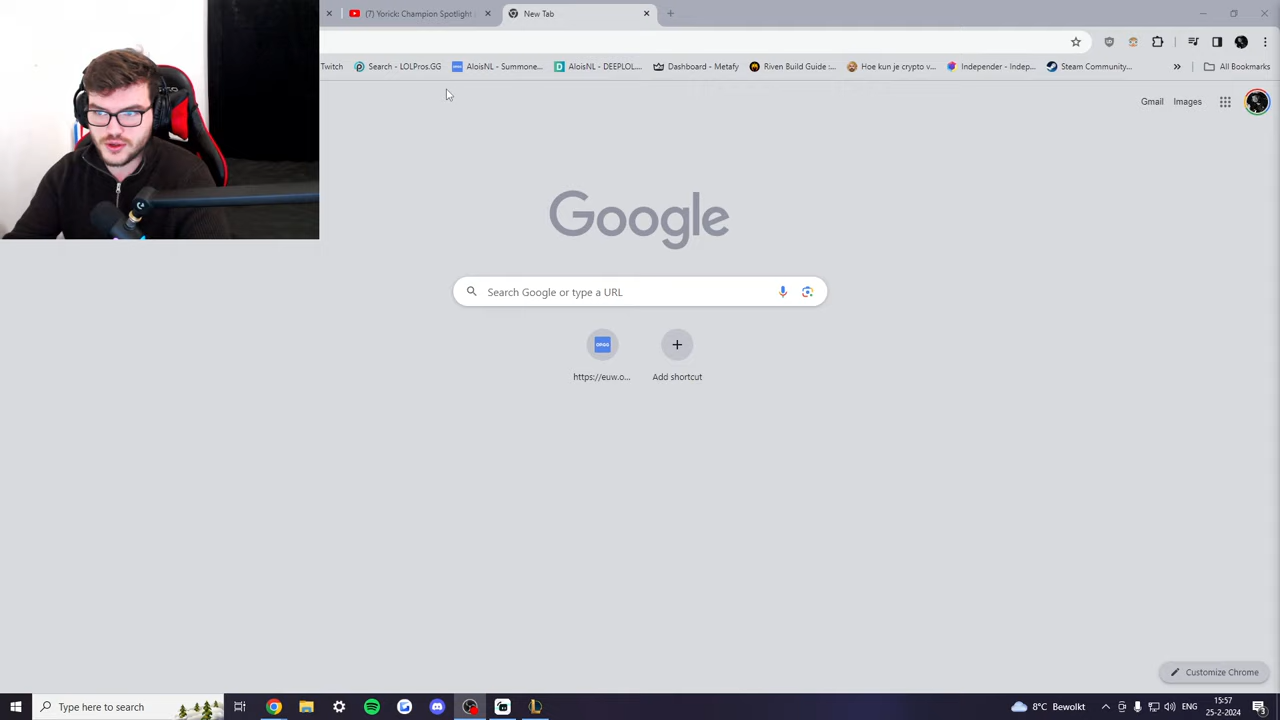 (7) Yorick: Champion Spotlight
New Tab
Twitch
Search - LOLPros.GG
AloisNL - Summone...
AloisNL - DEEPLOL...
Dashboard - Metafy
Riven Build Guide :...
Hoe kun je crypto v...
Independer - Indep...
Steam Community...
All Bookmarks
Gmail
Images
Google
Search Google or type a URL
OP.GG
https://euw.o...
Add shortcut
Customize Chrome
Type here to search
8°C Bewolkt
ENG
15:57
25-2-2024